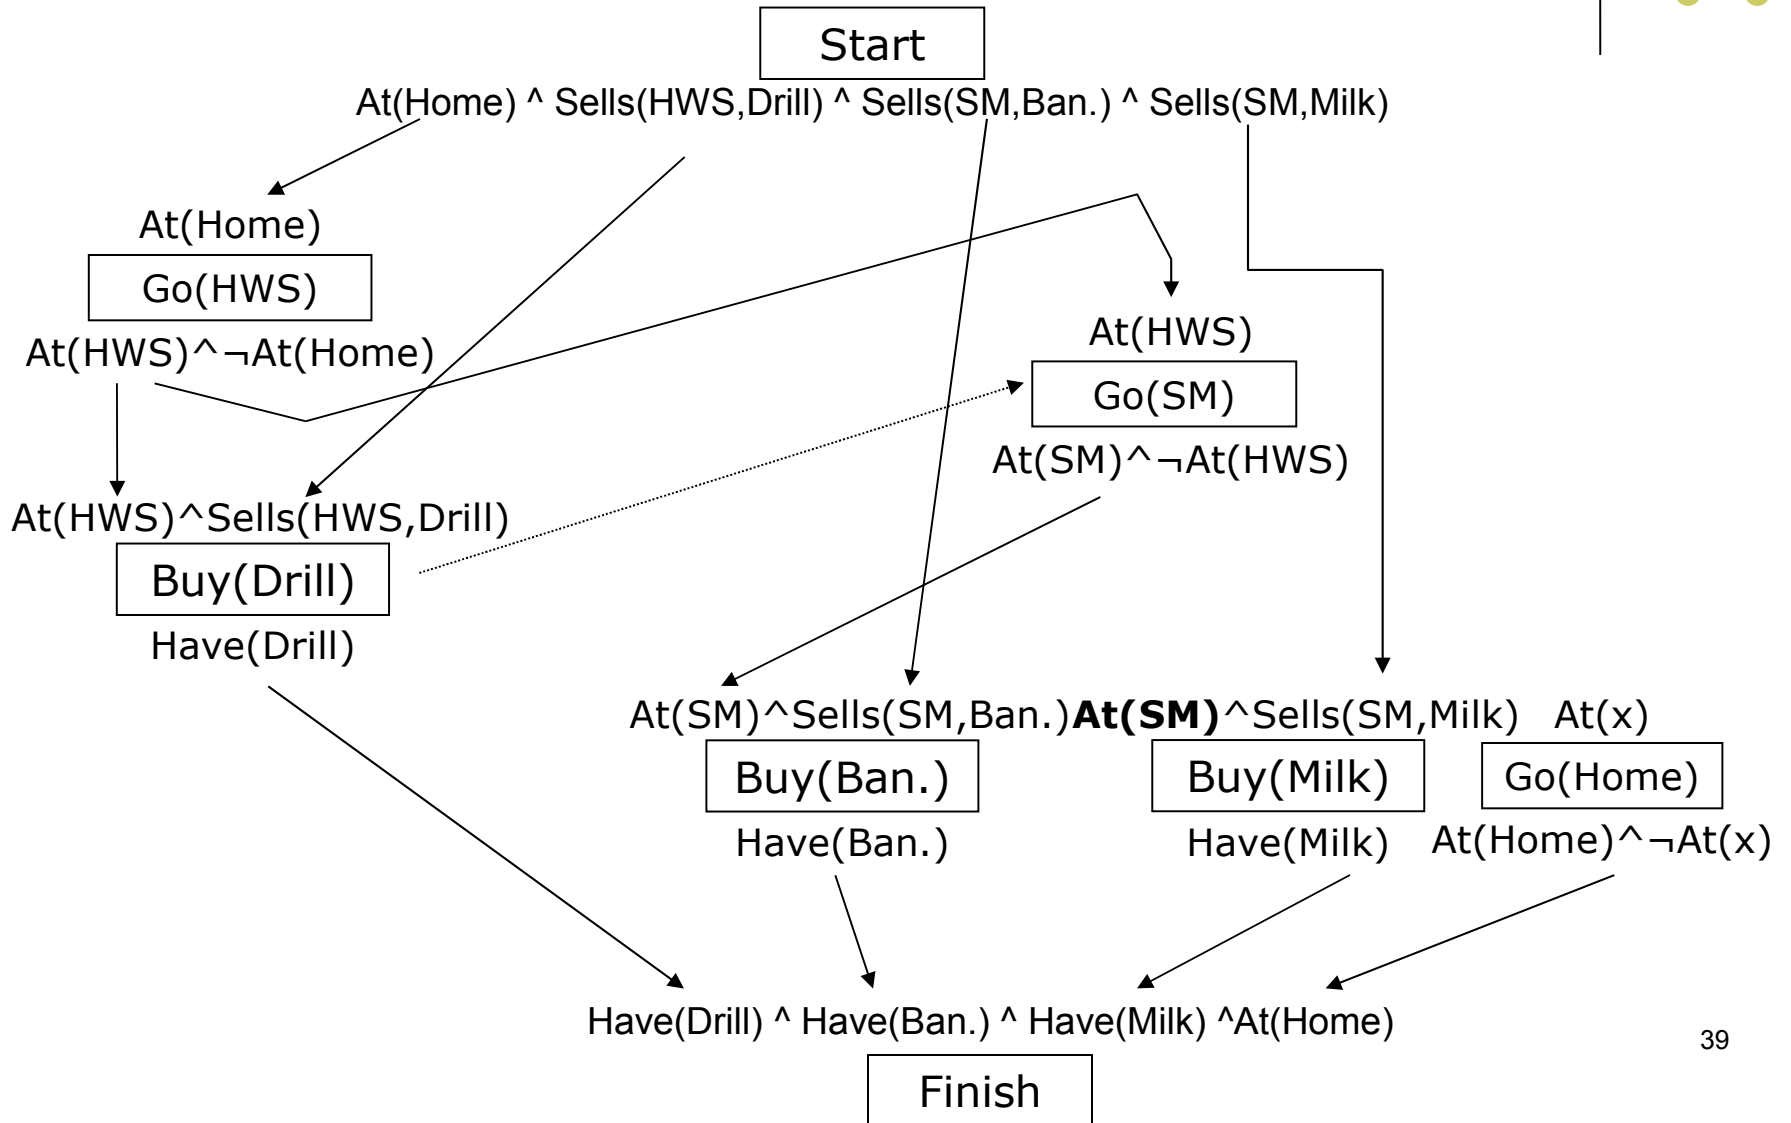 Start
At(Home) ^ Sells(HWS,Drill) ^ Sells(SM,Ban.) ^ Sells(SM,Milk)
At(Home)
Go(HWS)
At(HWS)^¬At(Home)
At(HWS)
Go(SM)
At(SM)^¬At(HWS)
At(HWS)^Sells(HWS,Drill)
Buy(Drill)
Have(Drill)
At(SM)^Sells(SM,Ban.)
Buy(Ban.)
Have(Ban.)
At(SM)^Sells(SM,Milk)
Buy(Milk)
Have(Milk)
At(x)
Go(Home)
At(Home)^¬At(x)
Have(Drill) ^ Have(Ban.) ^ Have(Milk) ^At(Home)
Finish
39